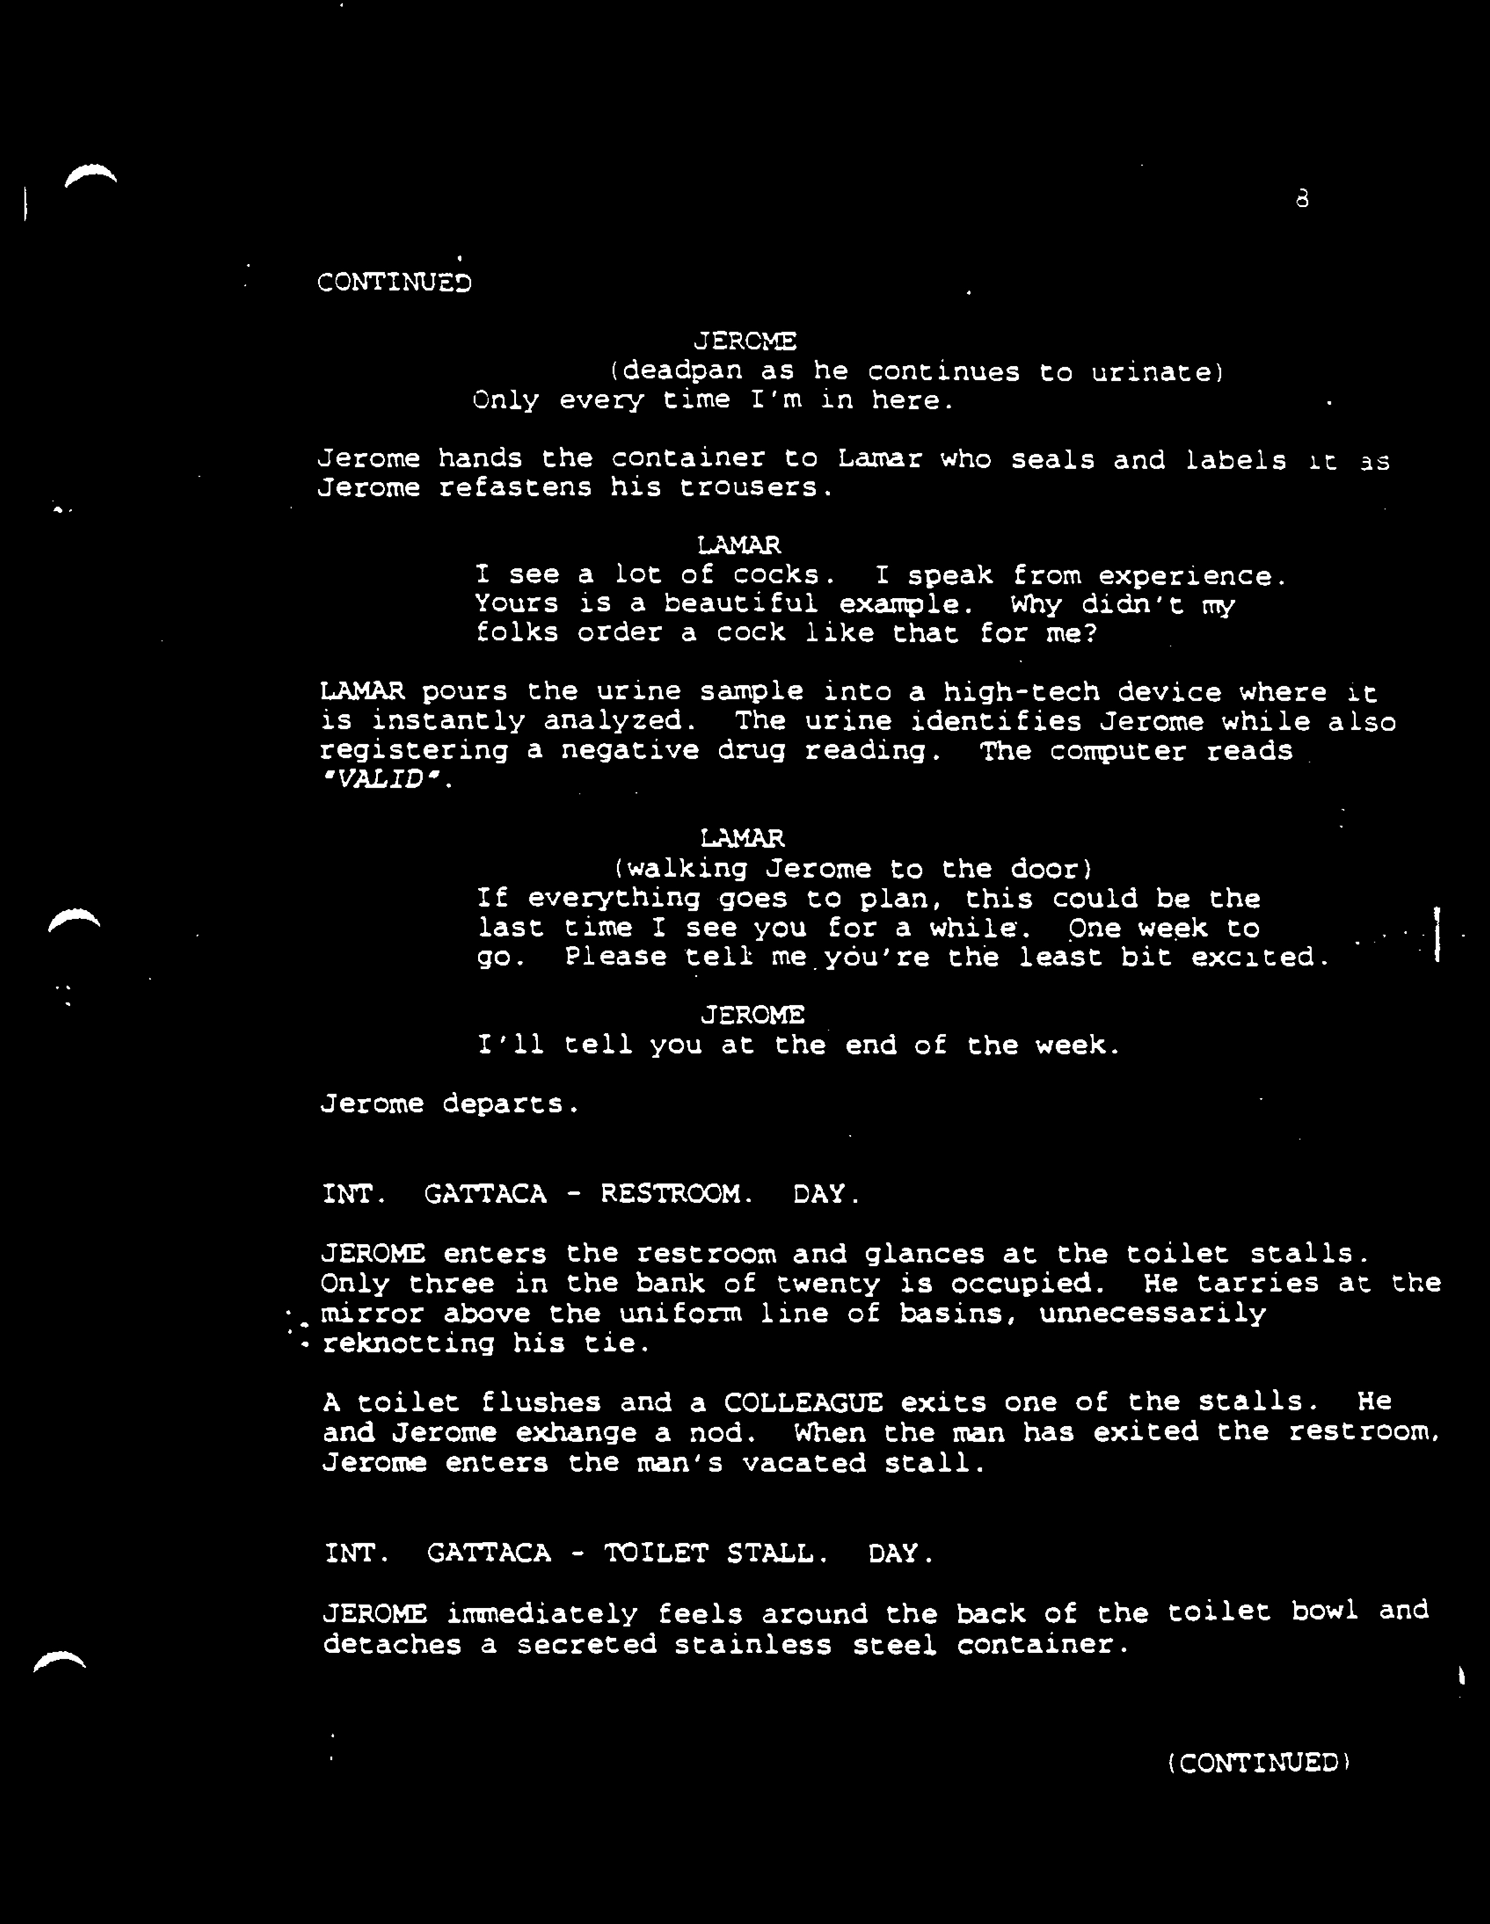 8
CONTINUED
JEROME
(deadpan as he continues to urinate)
Only every time I'm in here.
Jerome hands the container to Lamar who seals and labels it as
Jerome refastens his trousers.
LAMAR
I see a lot of cocks.  I speak from experience.
Yours is a beautiful example.  Why didn't my
folks order a cock like that for me?
LAMAR pours the urine sample into a high-tech device where it
is instantly analyzed.  The urine identifies Jerome while also
registering a negative drug reading.  The computer reads
"VALID".
LAMAR
(walking Jerome to the door)
If everything goes to plan, this could be the
last time I see you for a while.  One week to
go.  Please tell me you're the least bit excited.
JEROME
I'll tell you at the end of the week.
Jerome departs.
INT.  GATTACA - RESTROOM.  DAY.
JEROME enters the restroom and glances at the toilet stalls.
Only three in the bank of twenty is occupied.  He tarries at the
mirror above the uniform line of basins, unnecessarily
reknotting his tie.
A toilet flushes and a COLLEAGUE exits one of the stalls.  He
and Jerome exhange a nod.  When the man has exited the restroom,
Jerome enters the man's vacated stall.
INT.  GATTACA - TOILET STALL.  DAY.
JEROME immediately feels around the back of the toilet bowl and
detaches a secreted stainless steel container.
(CONTINUED)